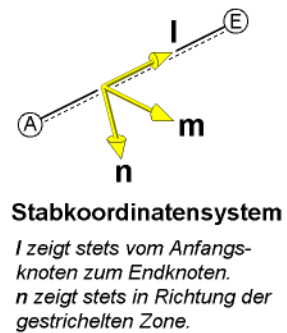 E
l
A
m
n
Stabkoordinatensystem
l zeigt stets vom Anfangs-
knoten zum Endknoten.
n zeigt stets in Richtung der
gestrichelten Zone.